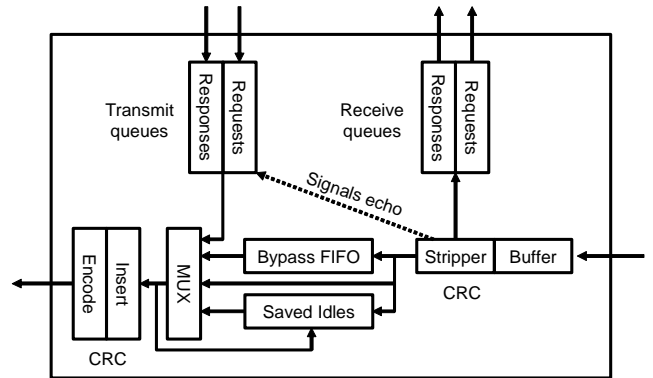 Transmit
queues
Responses
Requests
Receive
queues
Responses
Requests
Signals echo
Encode
Insert
MUX
Bypass FIFO
Stripper
Buffer
CRC
Saved Idles
CRC